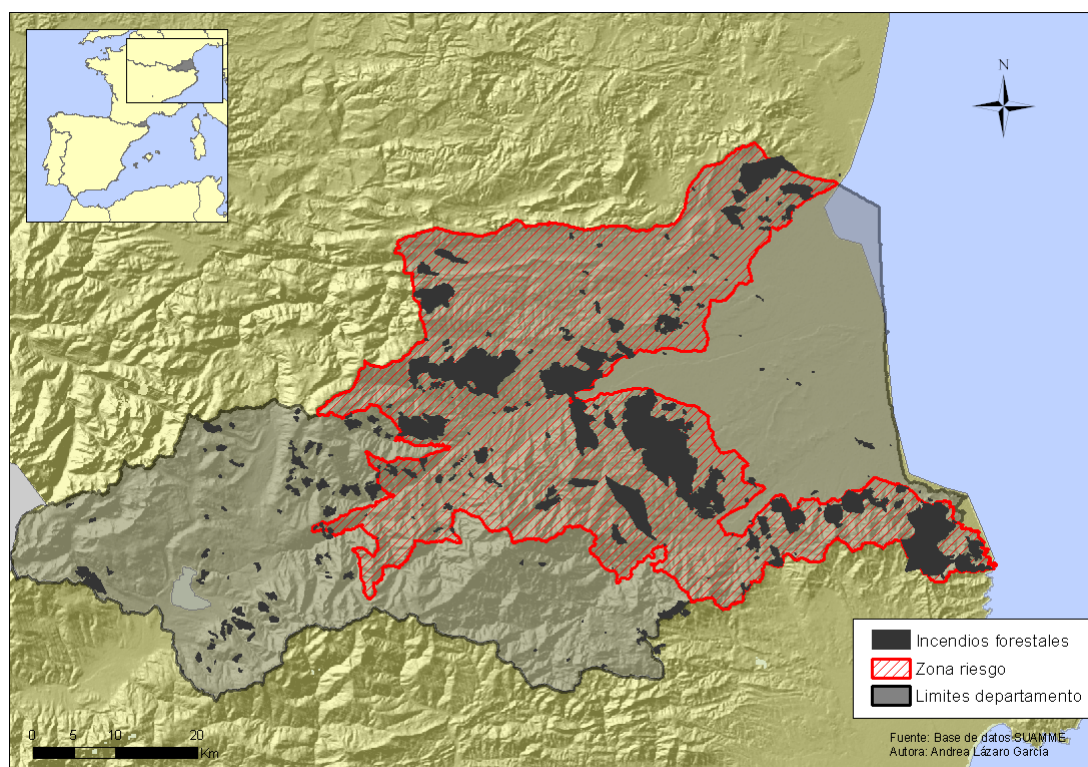 N
Incendios forestales
Zona riesgo
Limites departamento
0 5 10 20
Km
Fuente: Base de datos SUAMME
Autora: Andrea Lázaro García